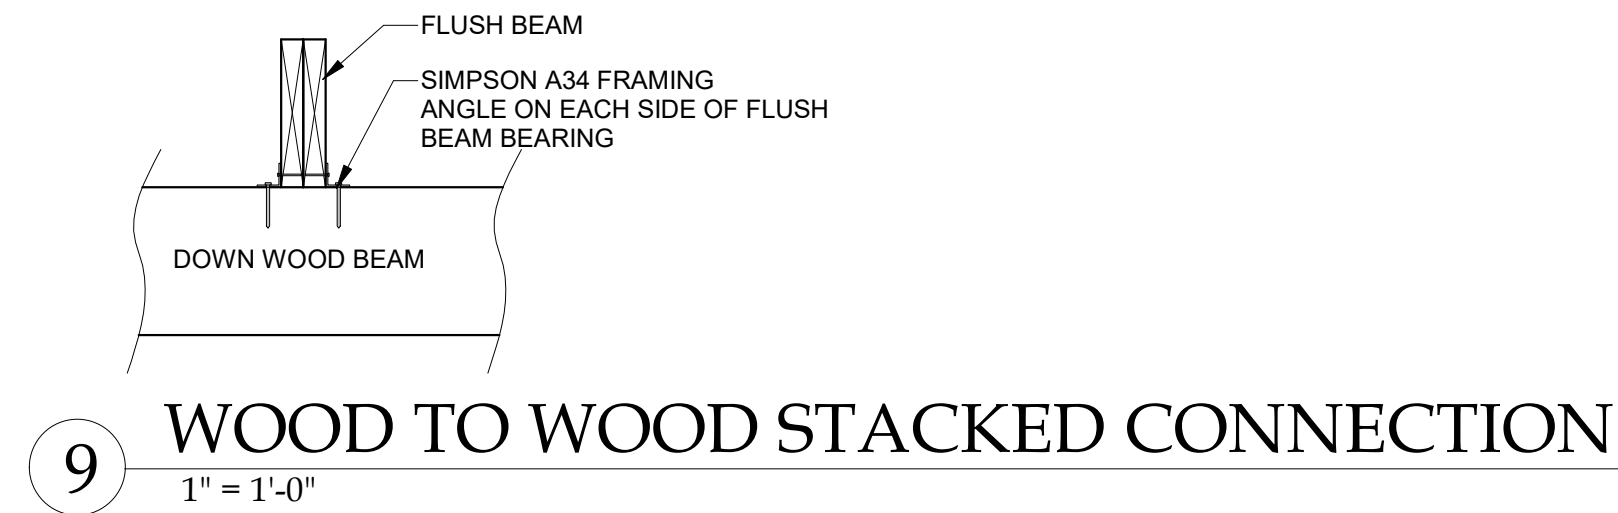 FLUSH BEAM
SIMPSON A34 FRAMING
ANGLE ON EACH SIDE OF FLUSH
BEAM BEARING
DOWN WOOD BEAM
9
WOOD TO WOOD STACKED CONNECTION
1" = 1'-0"